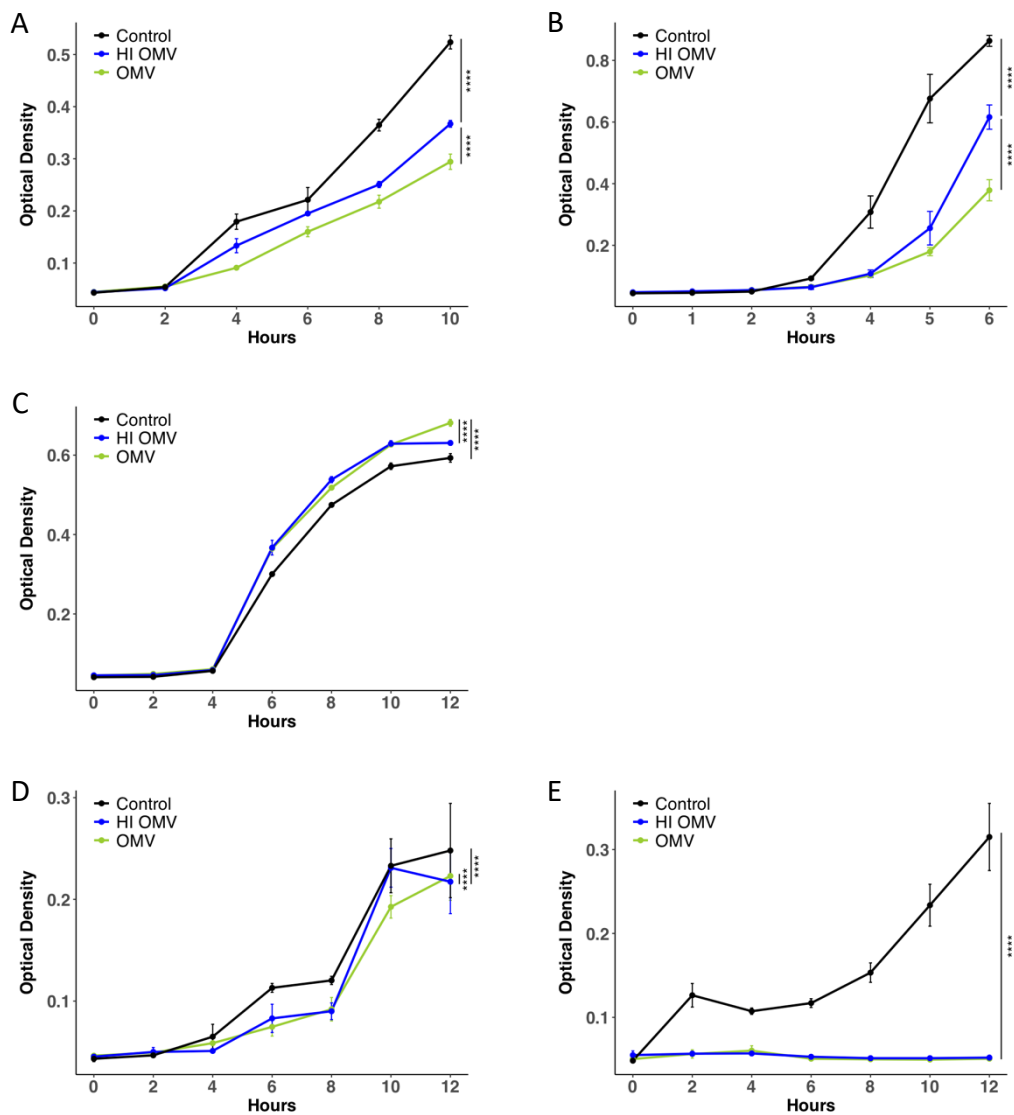 A
Control
HI OMV
OMV
Optical Density
0.5
0.4
0.3
0.2
0.1
0 2 4 6 8 10
Hours
****
****
B
Control
HI OMV
OMV
Optical Density
0.8
0.6
0.4
0.2
0 1 2 3 4 5 6
Hours
****
****
C
Control
HI OMV
OMV
Optical Density
0.6
0.4
0.2
0 2 4 6 8 10 12
Hours
****
****
D
Control
HI OMV
OMV
Optical Density
0.3
0.2
0.1
0 2 4 6 8 10 12
Hours
****
****
E
Control
HI OMV
OMV
Optical Density
0.3
0.2
0.1
0 2 4 6 8 10 12
Hours
****